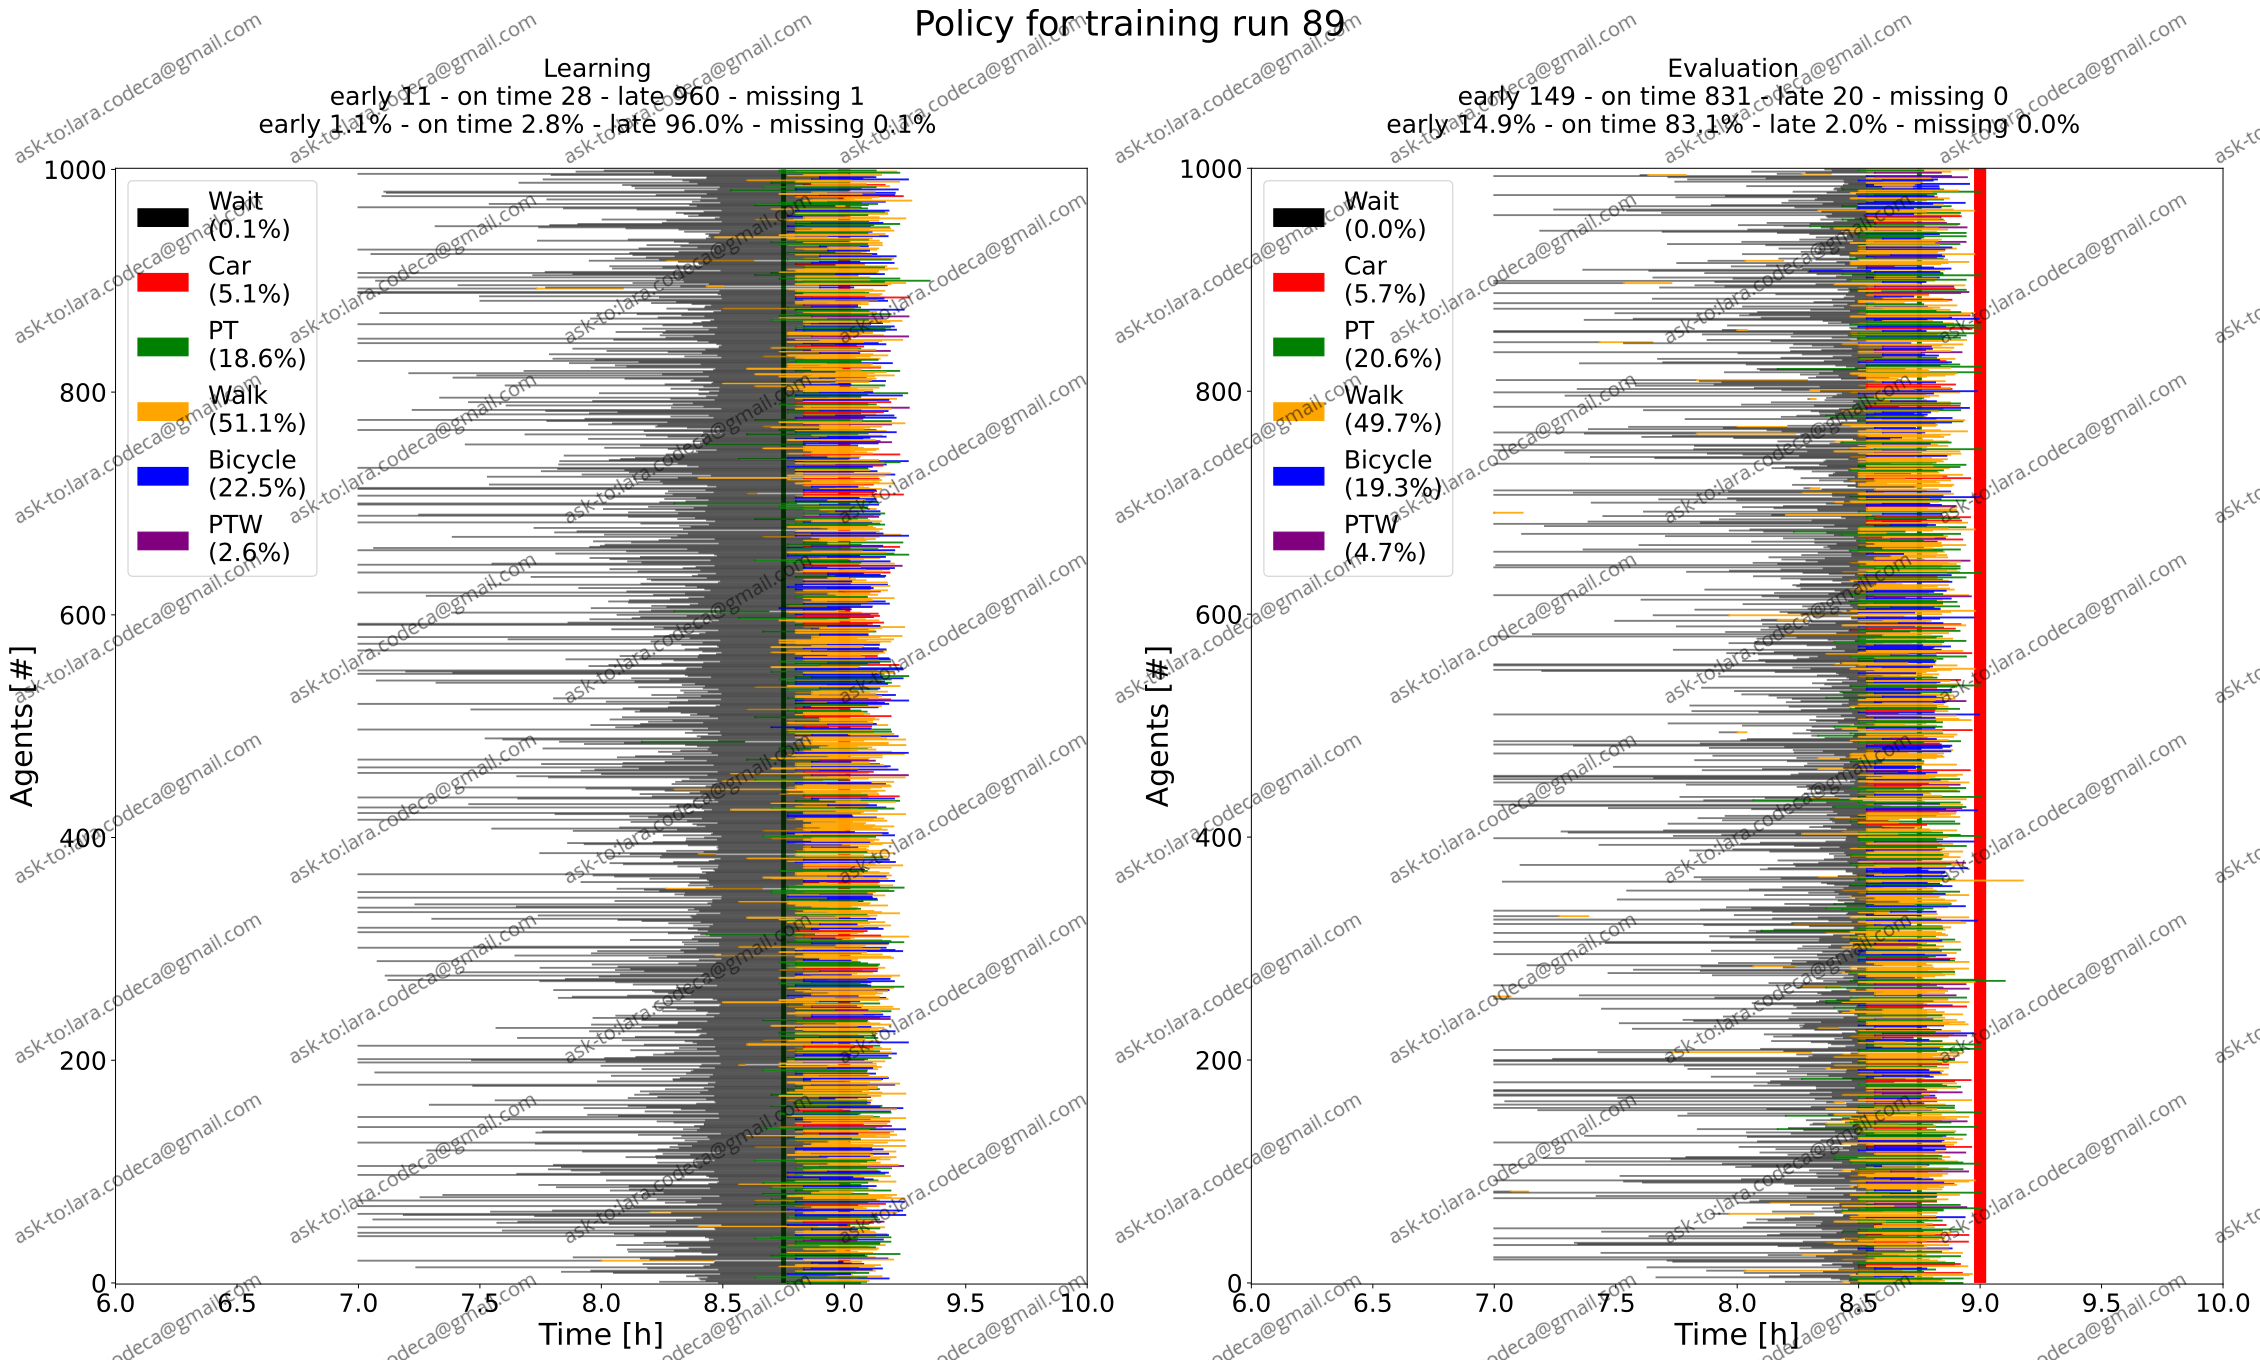 Policy for training run 89
Learning
early 11 - on time 28 - late 960 - missing 1
early 1.1% - on time 2.8% - late 96.0% - missing 0.1%
1000
800
600
400
200
0
Agents [#]
Wait
(0.1%)
Car
(5.1%)
PT
(18.6%)
Walk
(51.1%)
Bicycle
(22.5%)
PTW
(2.6%)
6.0 6.5 7.0 7.5 8.0 8.5 9.0 9.5 10.0
Time [h]
Evaluation
early 149 - on time 831 - late 20 - missing 0
early 14.9% - on time 83.1% - late 2.0% - missing 0.0%
1000
800
600
400
200
0
Agents [#]
Wait
(0.0%)
Car
(5.7%)
PT
(20.6%)
Walk
(49.7%)
Bicycle
(19.3%)
PTW
(4.7%)
6.0 6.5 7.0 7.5 8.0 8.5 9.0 9.5 10.0
Time [h]
ask-to:lara.codeca@gmail.com